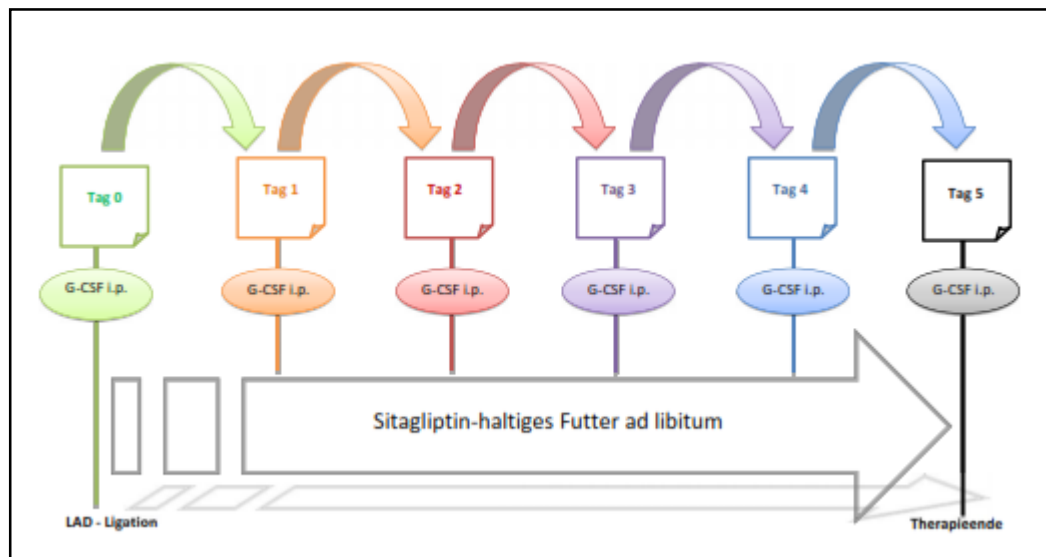 Tag 0
Tag 1
Tag 2
Tag 3
Tag 4
Tag 5
G-CSF i.p.
G-CSF i.p.
G-CSF i.p.
G-CSF i.p.
G-CSF i.p.
G-CSF i.p.
Sitagliptin-haltiges Futter ad libitum
LAD - Ligation
Therapieende